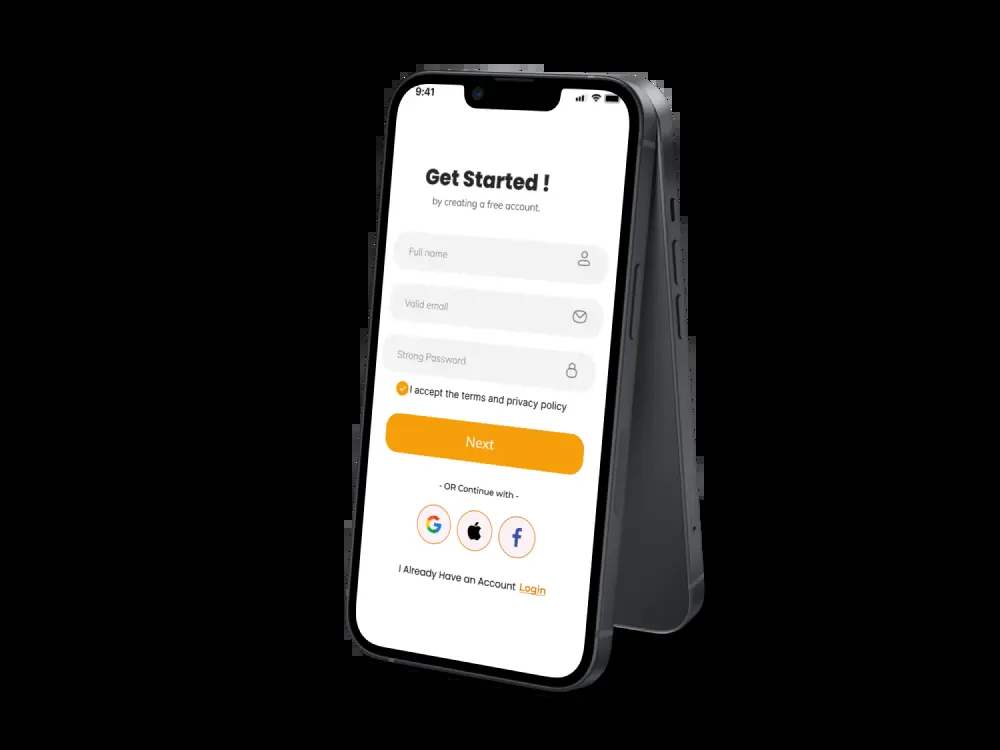 9:41
Get Started !
by creating a free account.
Full name
Valid email
Strong Password
I accept the terms and privacy policy
Next
- OR Continue with -
I Already Have an Account Login